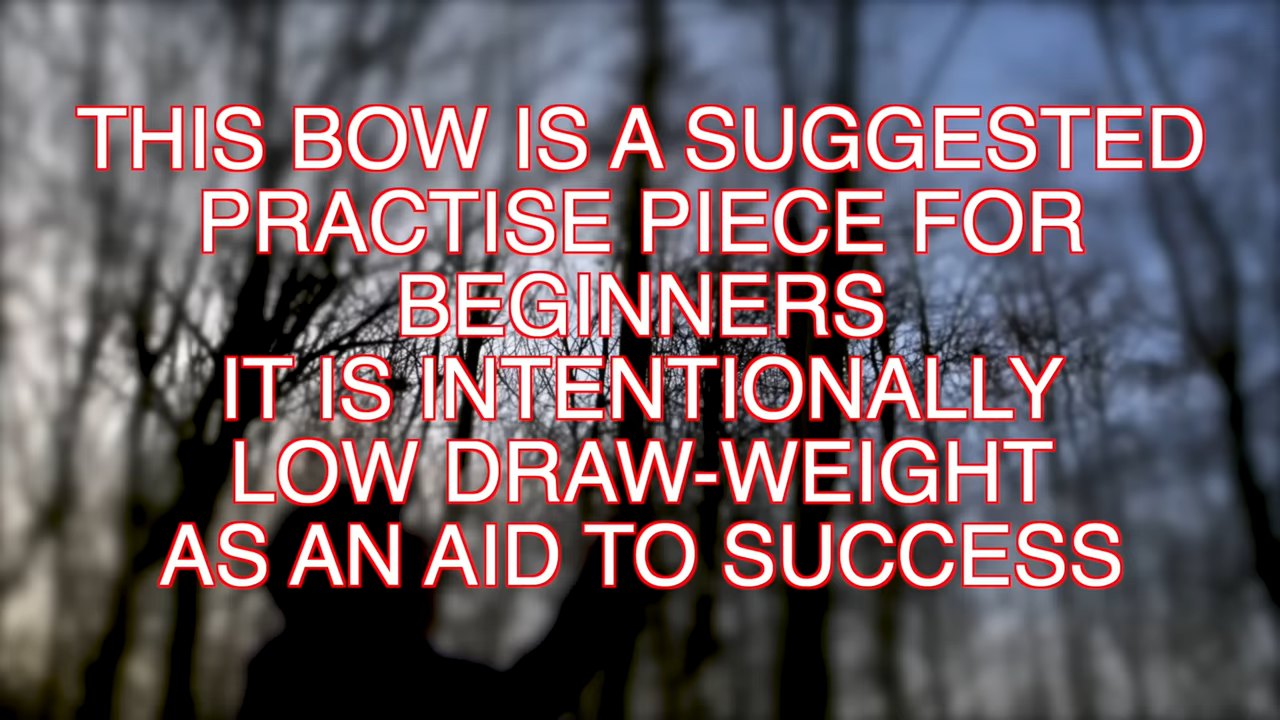 THIS BOW IS A SUGGESTED
PRACTISE PIECE FOR
BEGINNERS
IT IS INTENTIONALLY
LOW DRAW-WEIGHT
AS AN AID TO SUCCESS